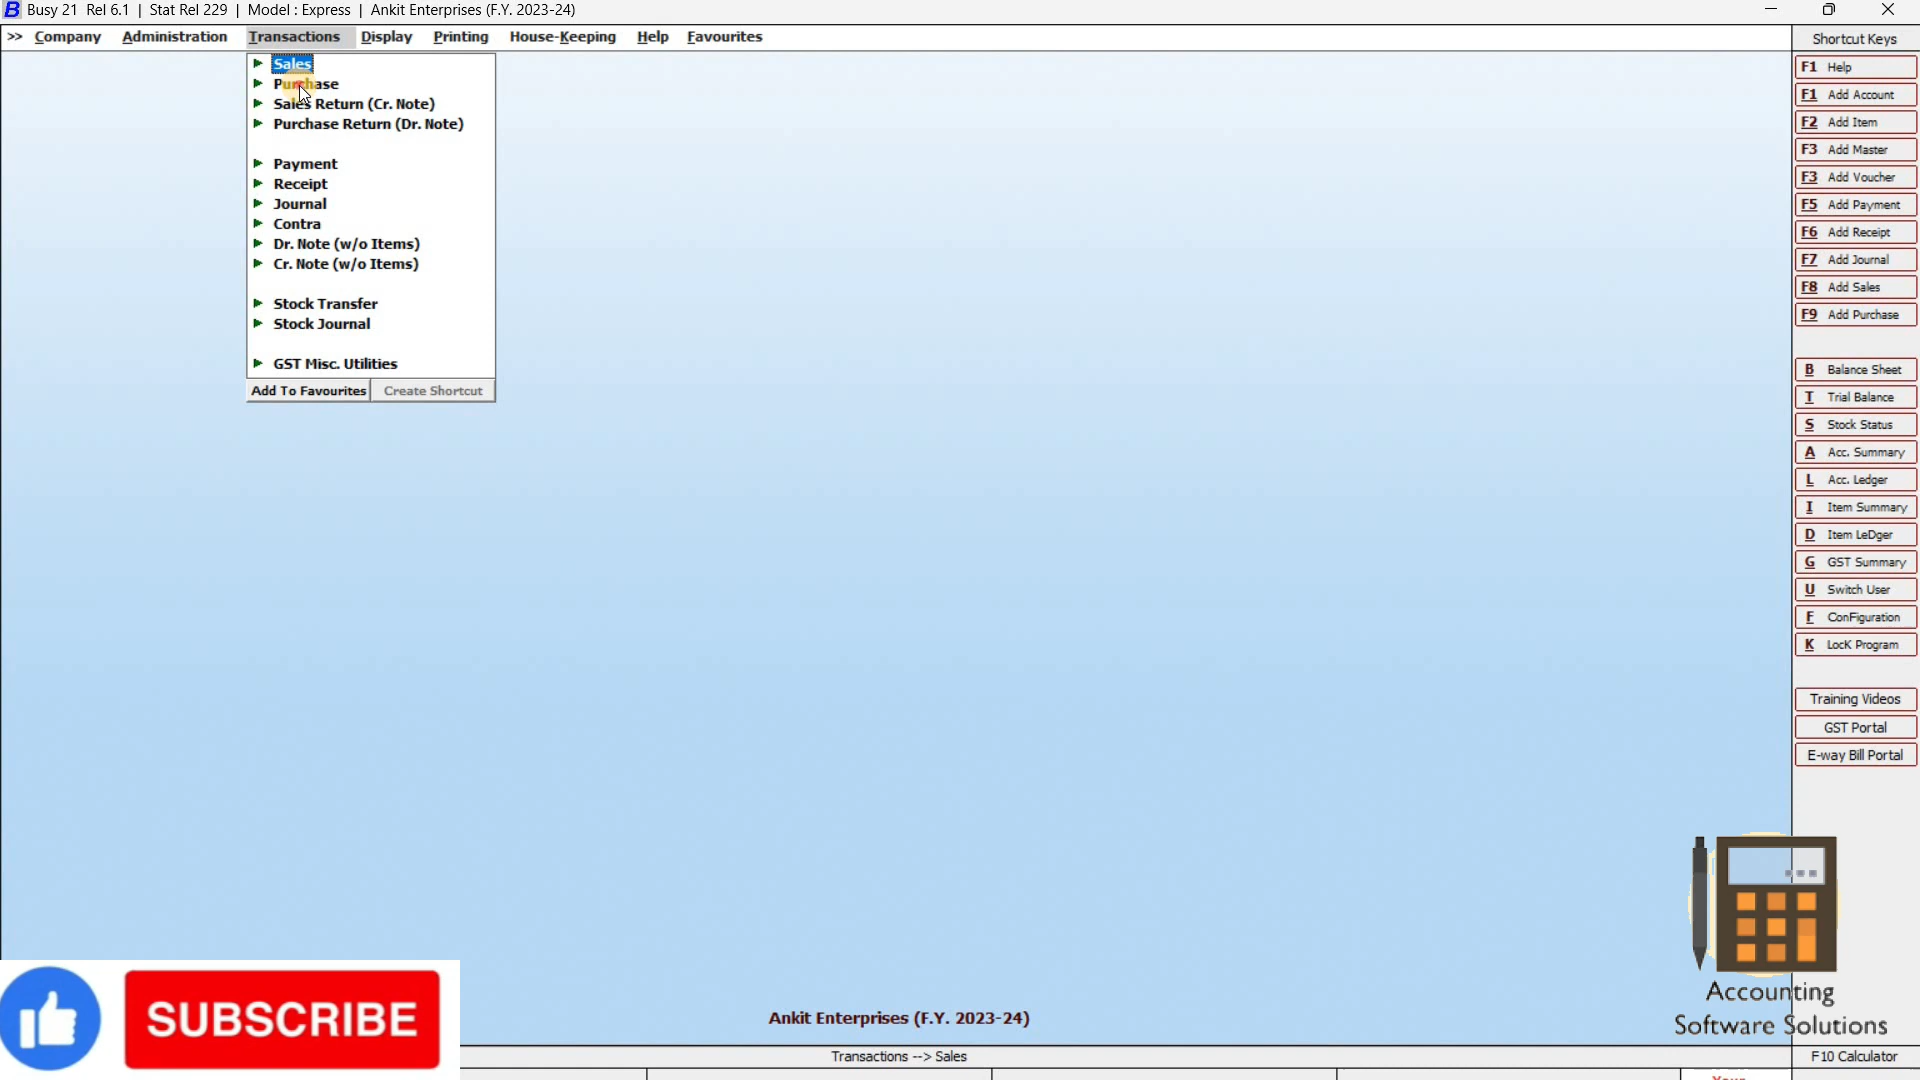 B Busy 21 Rel 6.1 | Stat Rel 229 | Model : Express | Ankit Enterprises (F.Y. 2023-24)
>> Company Administration Transactions Display Printing House-Keeping Help Favourites
Sales
Purchase
Sales Return (Cr. Note)
Purchase Return (Dr. Note)
Payment
Receipt
Journal
Contra
Dr. Note (w/o Items)
Cr. Note (w/o Items)
Stock Transfer
Stock Journal
GST Misc. Utilities
Add To Favourites Create Shortcut
Shortcut Keys
F1 Help
F1 Add Account
F2 Add Item
F3 Add Master
F3 Add Voucher
F5 Add Payment
F6 Add Receipt
F7 Add Journal
F8 Add Sales
F9 Add Purchase
B Balance Sheet
T Trial Balance
S Stock Status
A Acc. Summary
L Acc. Ledger
I Item Summary
D Item LeDger
G GST Summary
U Switch User
F ConFiguration
K LocK Program
Training Videos
GST Portal
E-way Bill Portal
Accounting
Software Solutions
SUBSCRIBE
Ankit Enterprises (F.Y. 2023-24)
Transactions --> Sales
F10 Calculator